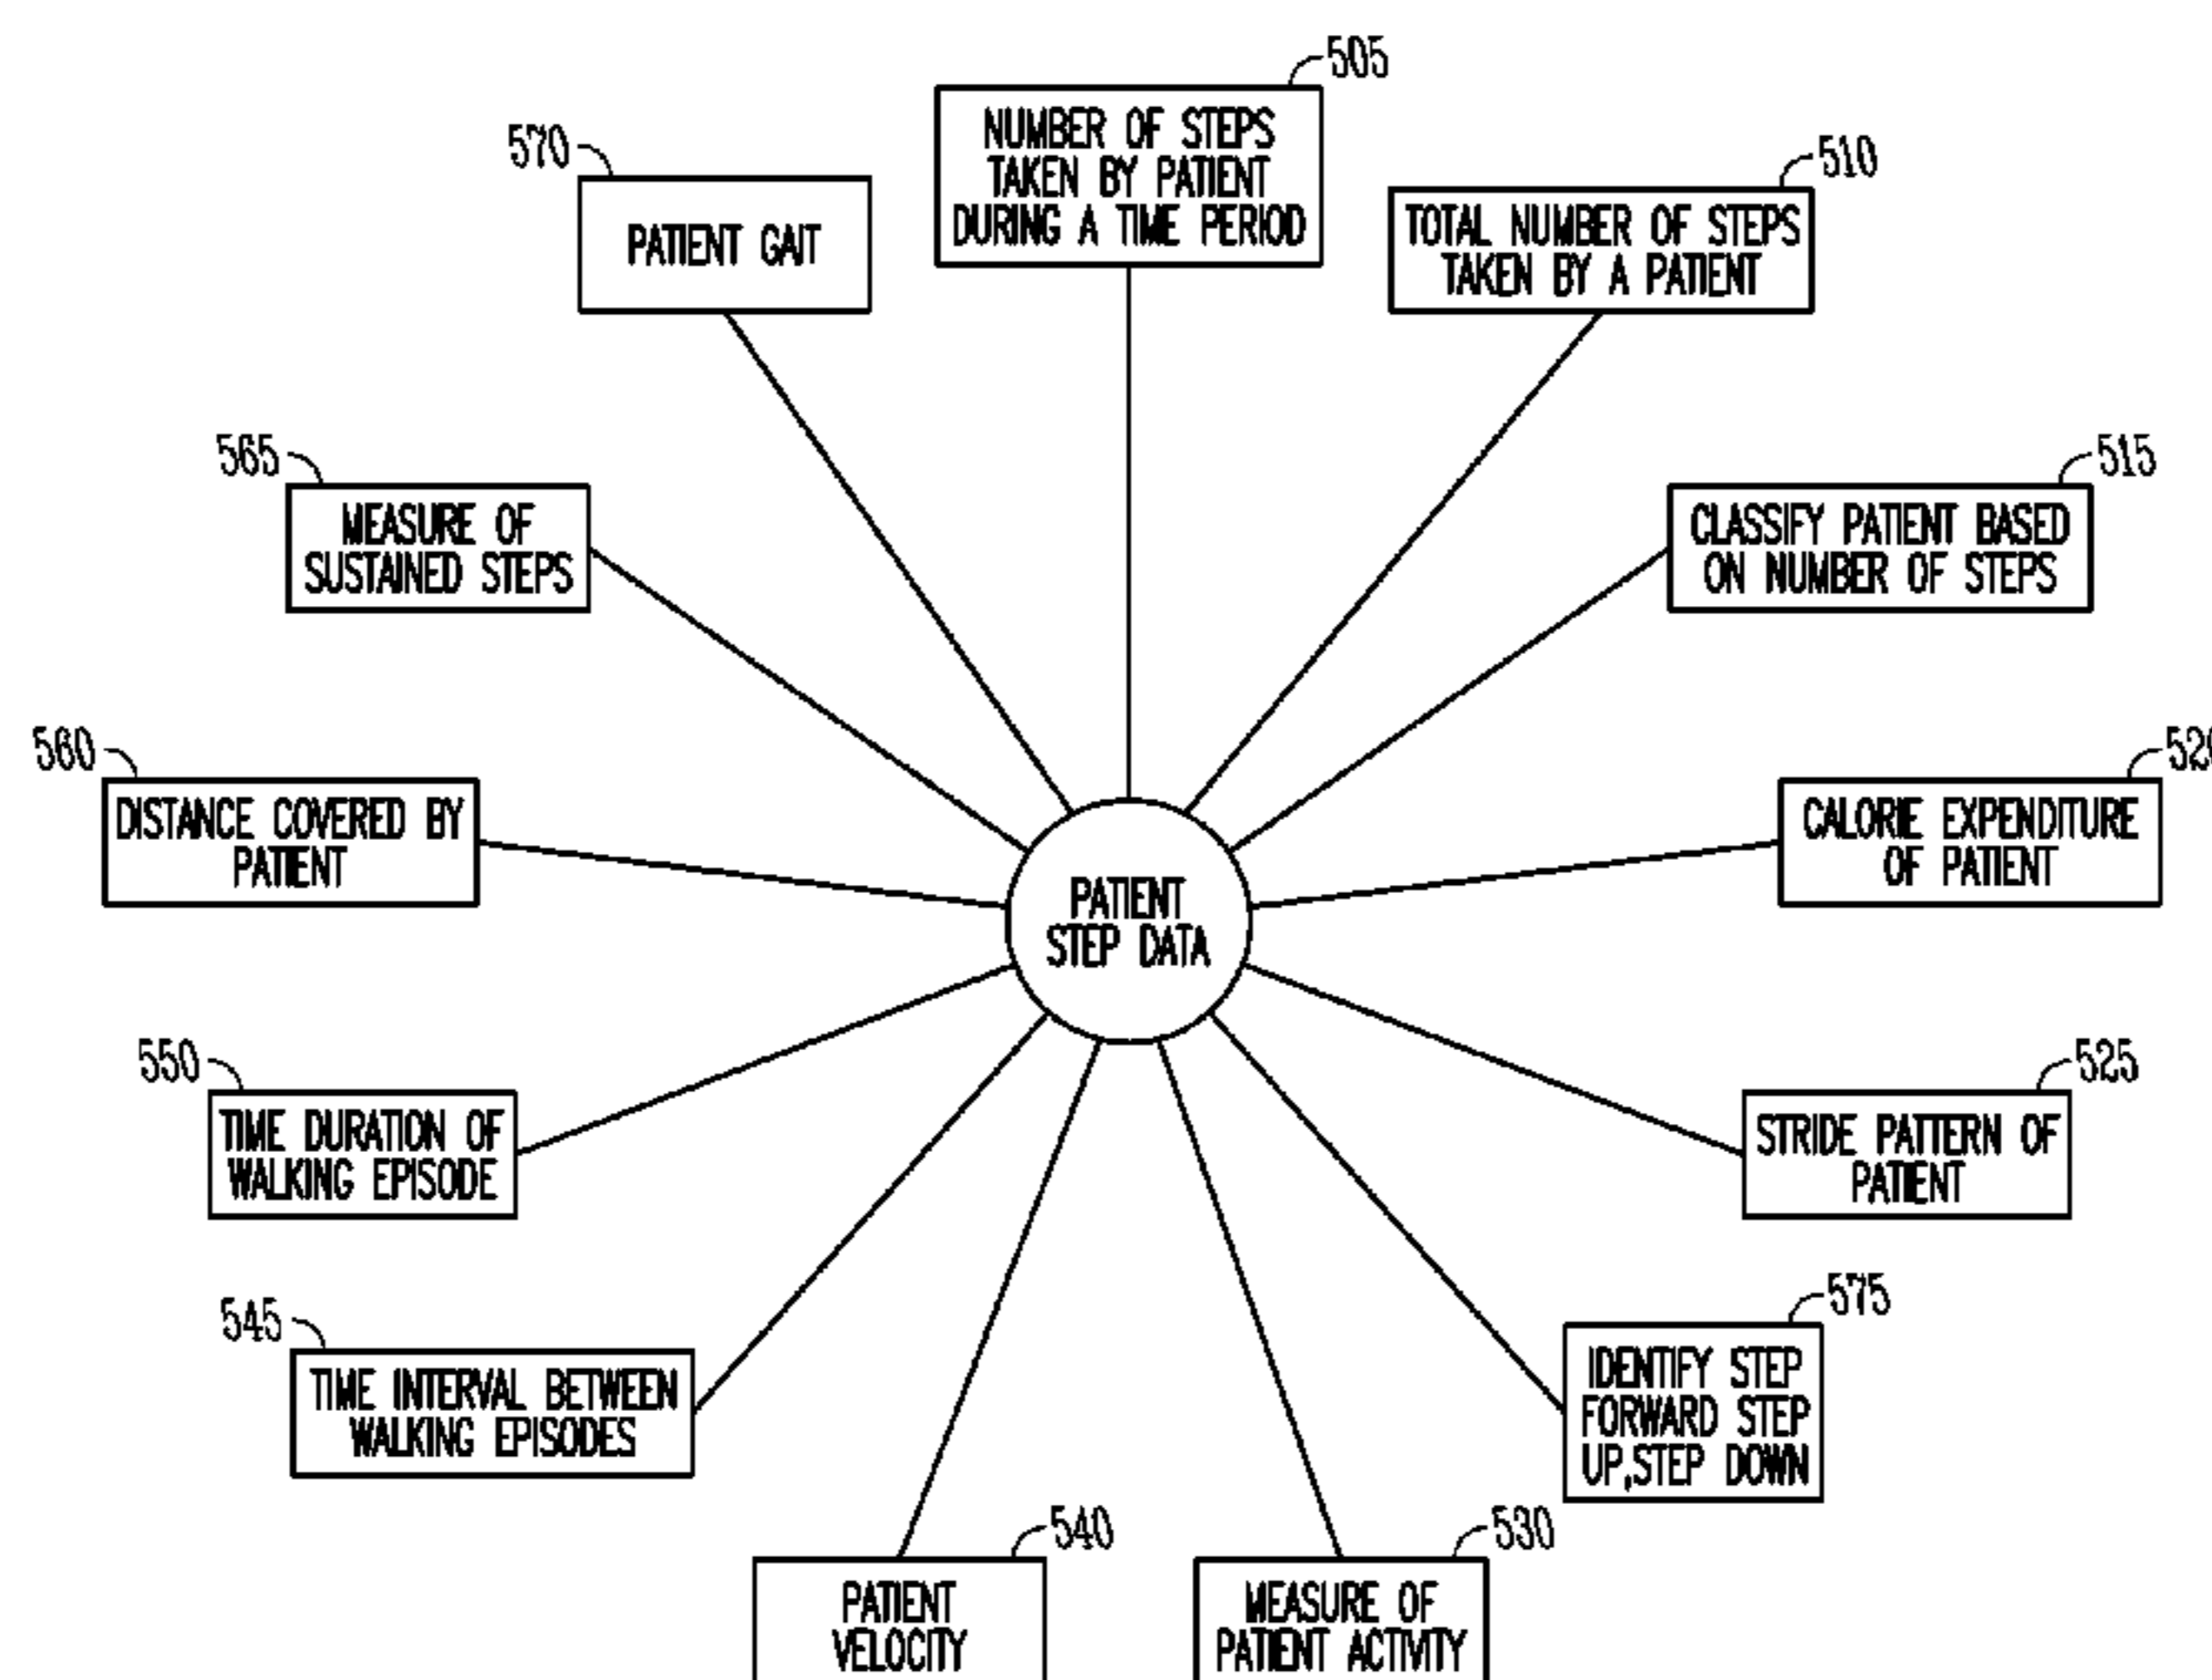 505
NUMBER OF STEPS
TAKEN BY PATIENT
DURING A TIME PERIOD
510
TOTAL NUMBER OF STEPS
TAKEN BY A PATIENT
515
CLASSIFY PATIENT BASED
ON NUMBER OF STEPS
CALORIE EXPENDITURE
OF PATIENT
525
STRIDE PATTERN OF
PATIENT
575
IDENTIFY STEP
FORWARD STEP
UP,STEP DOWN
530
MEASURE OF
PATIENT ACTIVITY
540
PATIENT
VELOCITY
545
TIME INTERVAL BETWEEN
WALKING EPISODES
550
TIME DURATION OF
WALKING EPISODE
560
DISTANCE COVERED BY
PATIENT
565
MEASURE OF
SUSTAINED STEPS
570
PATIENT GAIT
PATIENT
STEP DATA